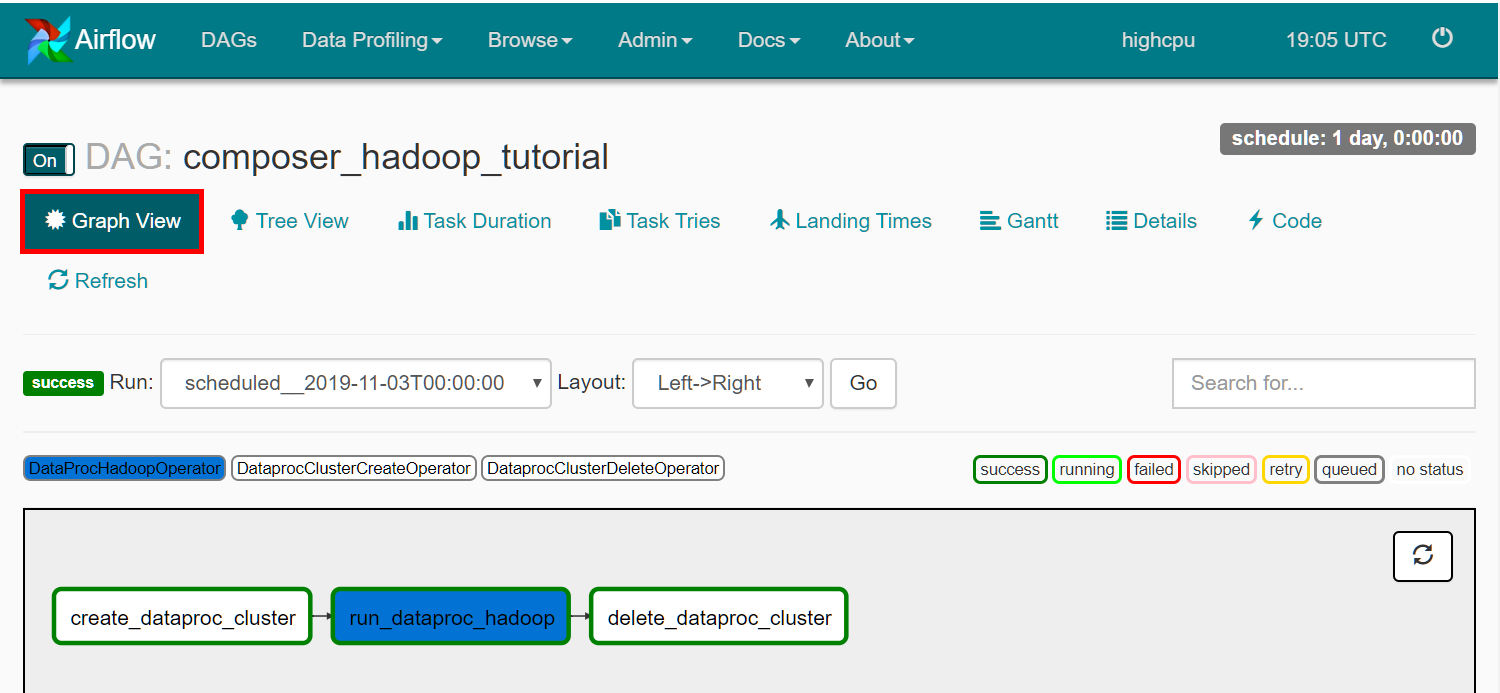 Airflow DAGs Data Profiling Browse Admin Docs About highcpu 19:05 UTC
schedule: 1 day, 0:00:00
On DAG: composer_hadoop_tutorial
Graph View Tree View Task Duration Task Tries Landing Times Gantt Details Code
Refresh
success Run: scheduled__2019-11-03T00:00:00 Layout: Left->Right Go Search for...
DataProcHadoopOperator DataprocClusterCreateOperator DataprocClusterDeleteOperator success running failed skipped retry queued no status
create_dataproc_cluster run_dataproc_hadoop delete_dataproc_cluster